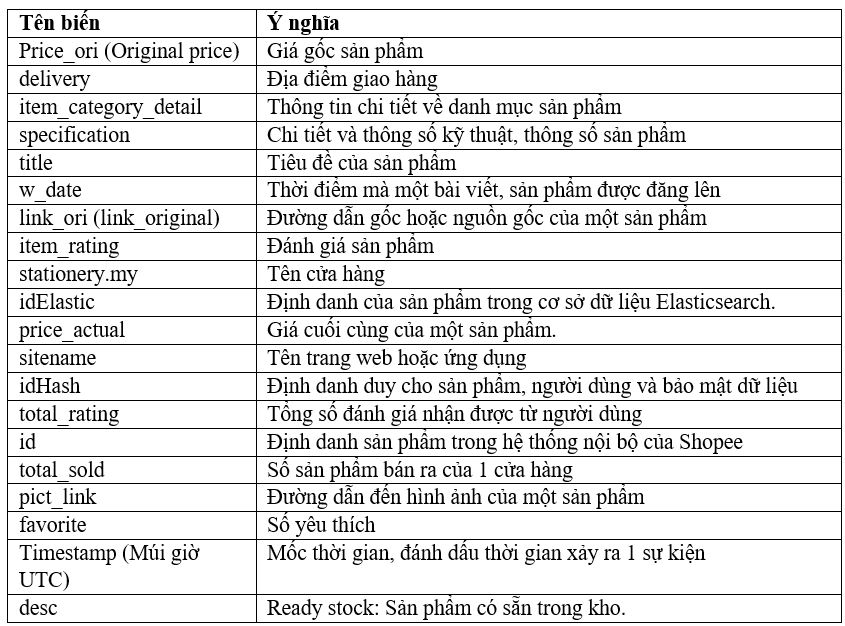 Tên biến Ý nghĩa
Price_ori (Original price) Giá gốc sản phẩm
delivery Địa điểm giao hàng
item_category_detail Thông tin chi tiết về danh mục sản phẩm
specification Chi tiết và thông số kỹ thuật, thông số sản phẩm
title Tiêu đề của sản phẩm
w_date Thời điểm mà một bài viết, sản phẩm được đăng lên
link_ori (link_original) Đường dẫn gốc hoặc nguồn gốc của một sản phẩm
item_rating Đánh giá sản phẩm
stationery.my Tên cửa hàng
idElastic Định danh của sản phẩm trong cơ sở dữ liệu Elasticsearch.
price_actual Giá cuối cùng của một sản phẩm.
sitename Tên trang web hoặc ứng dụng
idHash Định danh duy cho sản phẩm, người dùng và bảo mật dữ liệu
total_rating Tổng số đánh giá nhận được từ người dùng
id Định danh sản phẩm trong hệ thống nội bộ của Shopee
total_sold Số sản phẩm bán ra của 1 cửa hàng
pict_link Đường dẫn đến hình ảnh của một sản phẩm
favorite Số yêu thích
Timestamp (Múi giờ Mốc thời gian, đánh dấu thời gian xảy ra 1 sự kiện
UTC)
desc Ready stock: Sản phẩm có sẵn trong kho.